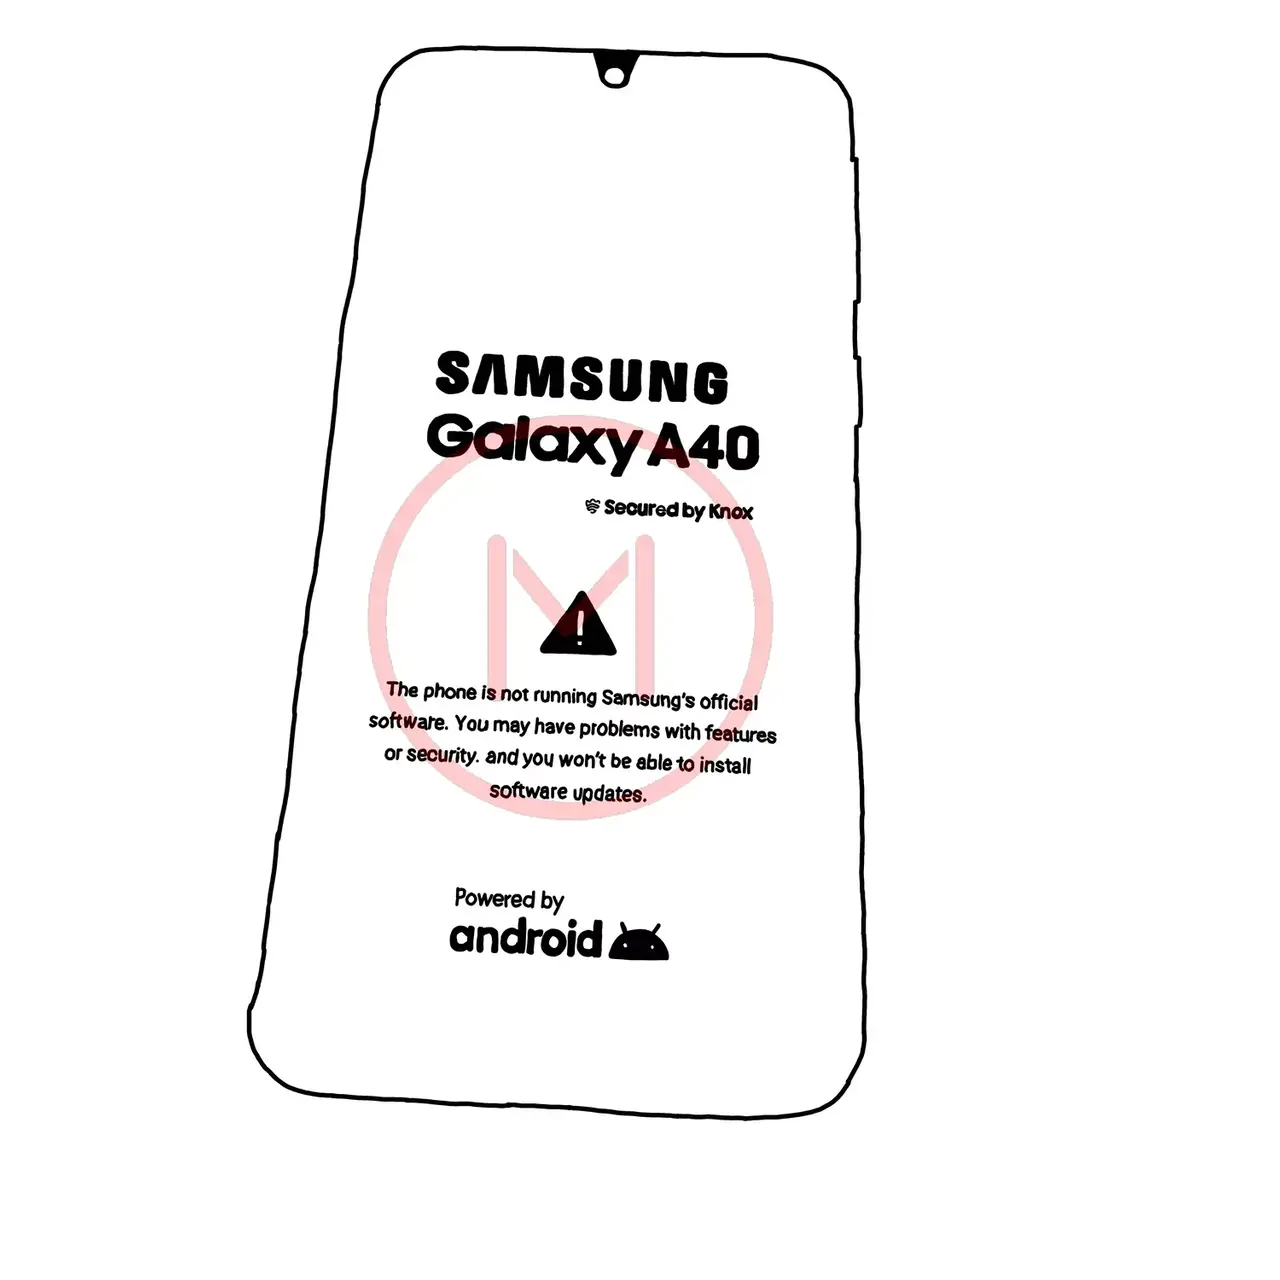 SAMSUNG
Galaxy A40
Secured by Knox
The phone is not running Samsung's official
software. You may have problems with features
or security. and you won't be able to install
software updates.
Powered by
android
M